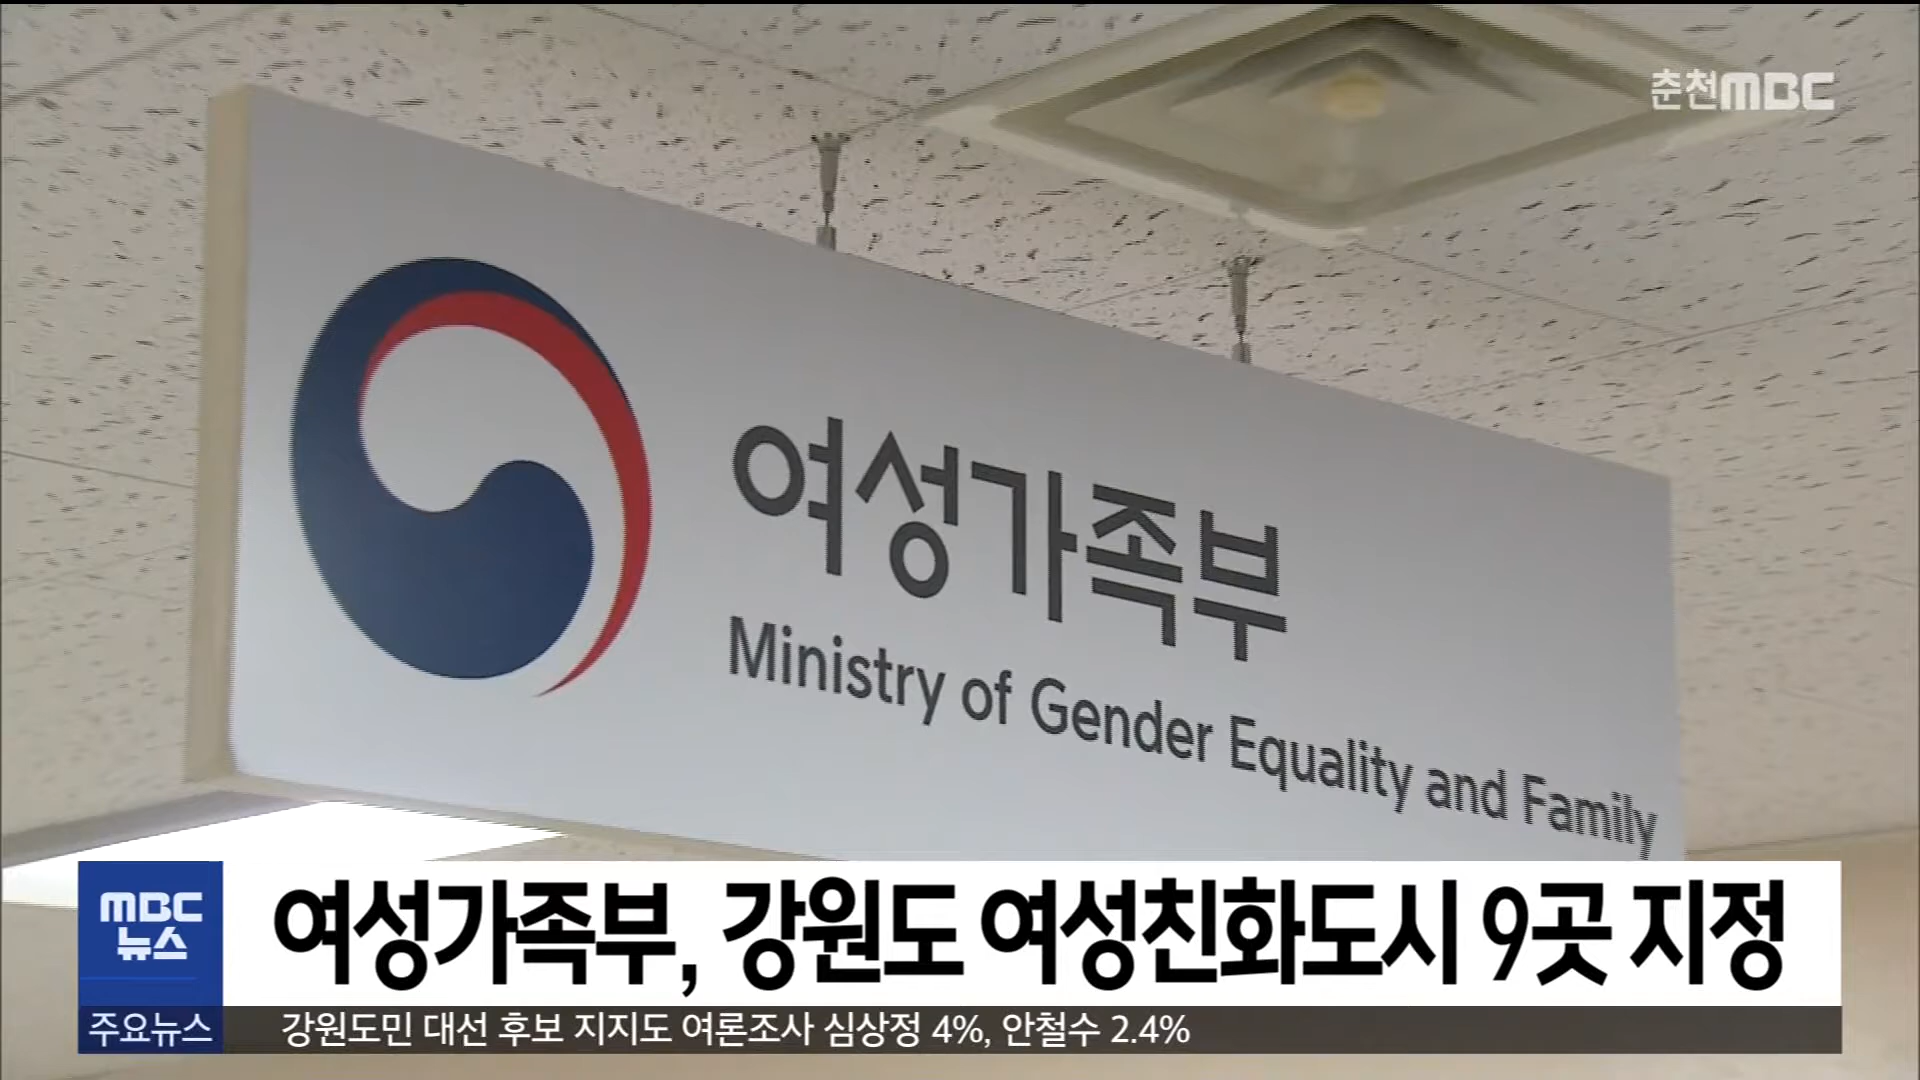 춘천MBC
여성가족부
Ministry of Gender Equality and Family
MBC
뉴스
여성가족부, 강원도 여성친화도시 9곳 지정
주요뉴스
강원도민 대선 후보 지지도 여론조사 심상정 4%, 안철수 2.4%